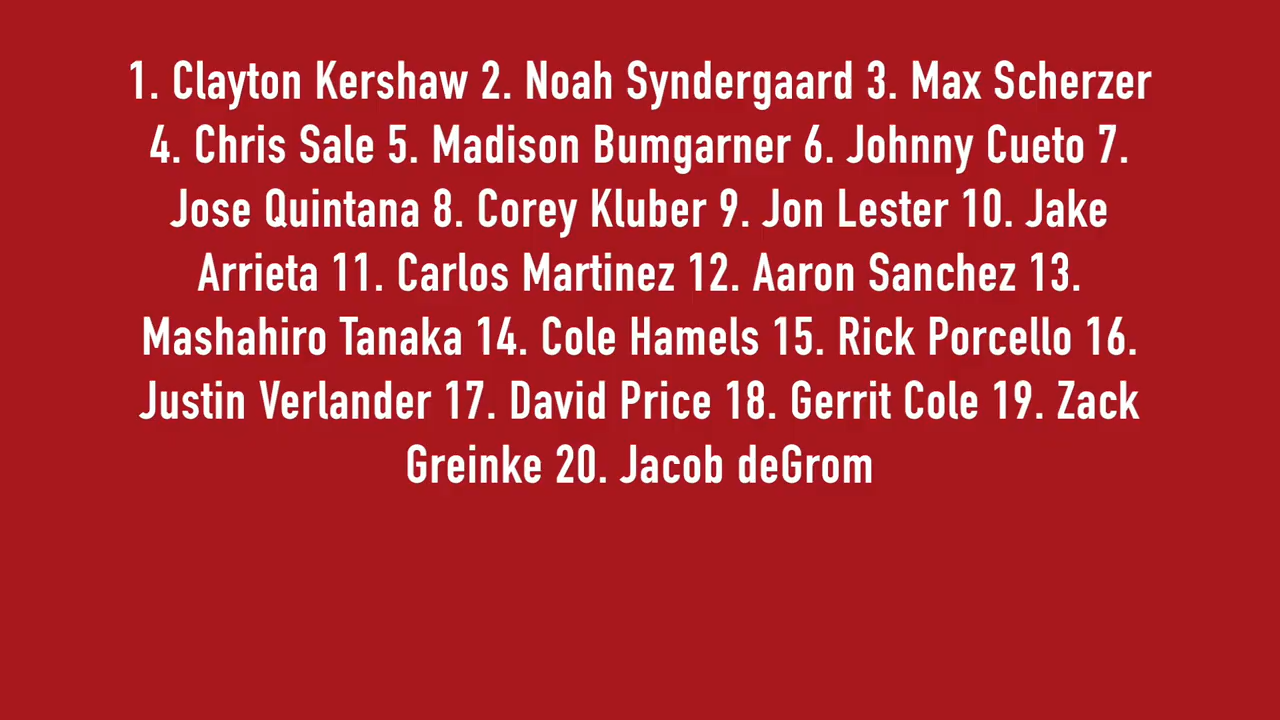 1. Clayton Kershaw 2. Noah Syndergaard 3. Max Scherzer
4. Chris Sale 5. Madison Bumgarner 6. Johnny Cueto 7.
Jose Quintana 8. Corey Kluber 9. Jon Lester 10. Jake
Arrieta 11. Carlos Martinez 12. Aaron Sanchez 13.
Mashahiro Tanaka 14. Cole Hamels 15. Rick Porcello 16.
Justin Verlander 17. David Price 18. Gerrit Cole 19. Zack
Greinke 20. Jacob deGrom